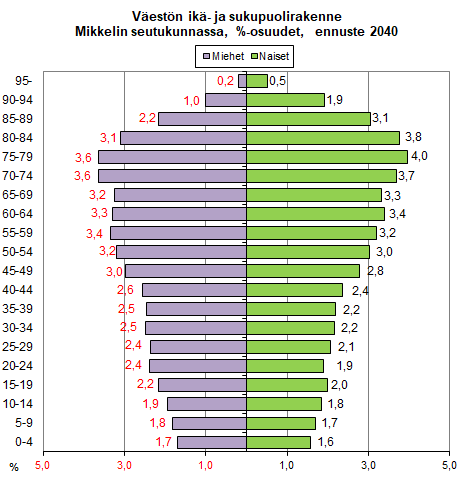 Väestön ikä- ja sukupuolirakenne
Mikkelin seutukunnassa, %-osuudet, ennuste 2040
Miehet Naiset
95- 0,2 0,5
90-94 1,0 1,9
85-89 2,2 3,1
80-84 3,1 3,8
75-79 3,6 4,0
70-74 3,6 3,7
65-69 3,2 3,3
60-64 3,3 3,4
55-59 3,4 3,2
50-54 3,2 3,0
45-49 3,0 2,8
40-44 2,6 2,4
35-39 2,5 2,2
30-34 2,5 2,2
25-29 2,4 2,1
20-24 2,4 1,9
15-19 2,2 2,0
10-14 1,9 1,8
5-9 1,8 1,7
0-4 1,7 1,6
% 5,0 3,0 1,0 1,0 3,0 5,0